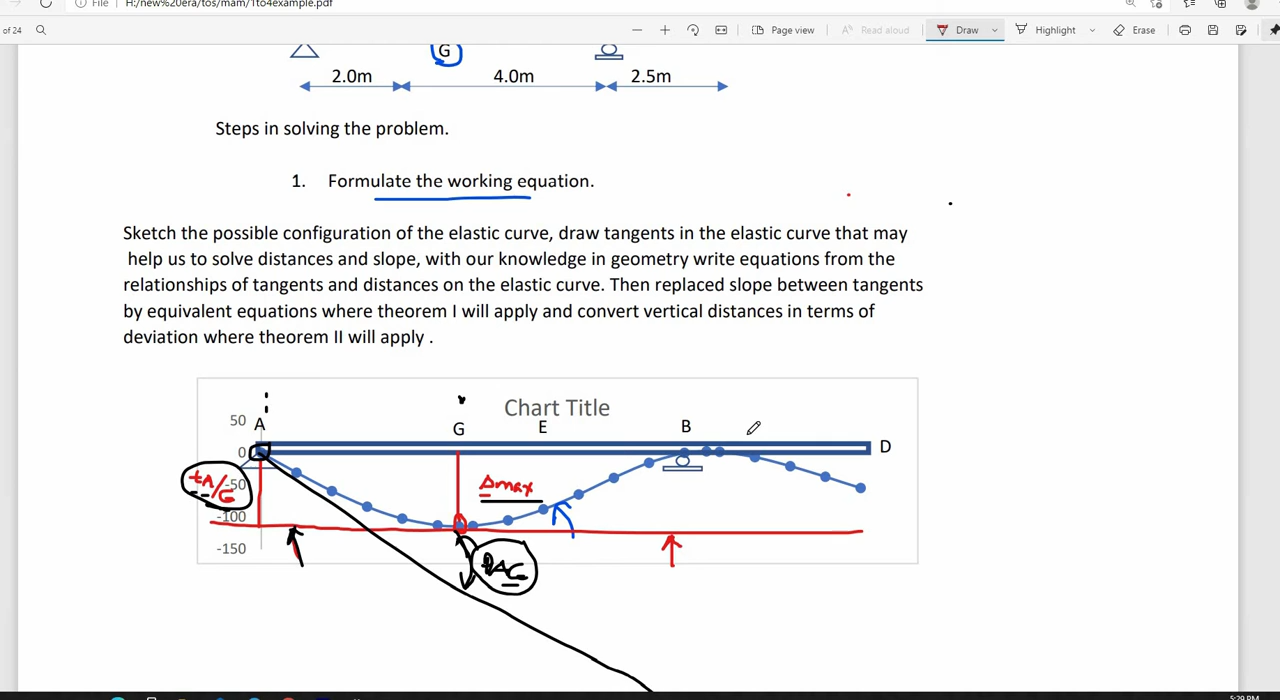 File | H:/new%20era/tos/mam/1to4example.pdf
of 24
Page view
Read aloud
Draw
Highlight
Erase
G
2.0m 4.0m 2.5m
Steps in solving the problem.
1. Formulate the working equation.
Sketch the possible configuration of the elastic curve, draw tangents in the elastic curve that may
help us to solve distances and slope, with our knowledge in geometry write equations from the
relationships of tangents and distances on the elastic curve. Then replaced slope between tangents
by equivalent equations where theorem I will apply and convert vertical distances in terms of
deviation where theorem II will apply .
Chart Title
50 A G E B D
0
tA/G -50 Δmax
-100
-150
θAG
5:29 PM